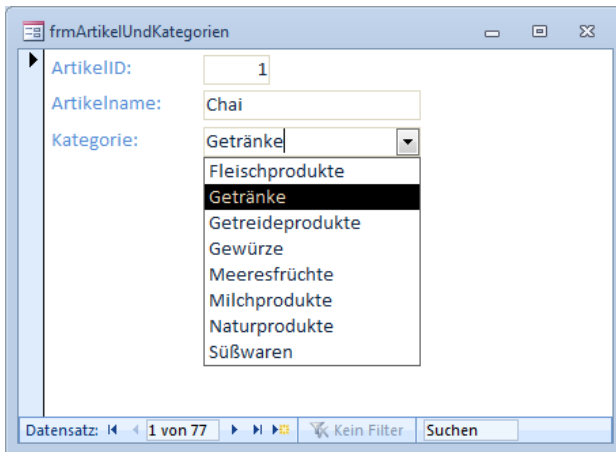 frmArtikelUndKategorien
ArtikelID: 1
Artikelname: Chai
Kategorie: Getränke
Fleischprodukte
Getränke
Getreideprodukte
Gewürze
Meeresfrüchte
Milchprodukte
Naturprodukte
Süßwaren
Datensatz: 1 von 77 Kein Filter Suchen